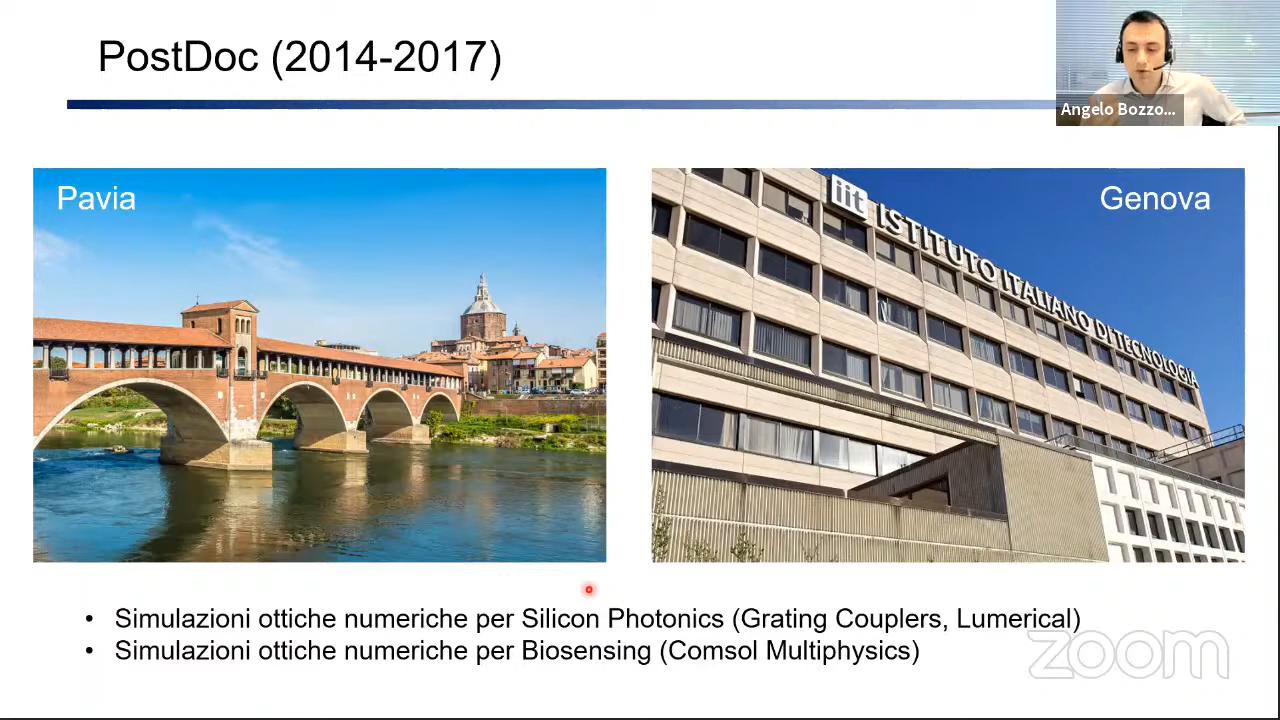 PostDoc (2014-2017)
Angelo Bozzo...
Pavia
Genova
iit ISTITUTO ITALIANO DI TECNOLOGIA
• Simulazioni ottiche numeriche per Silicon Photonics (Grating Couplers, Lumerical)
• Simulazioni ottiche numeriche per Biosensing (Comsol Multiphysics)
zoom